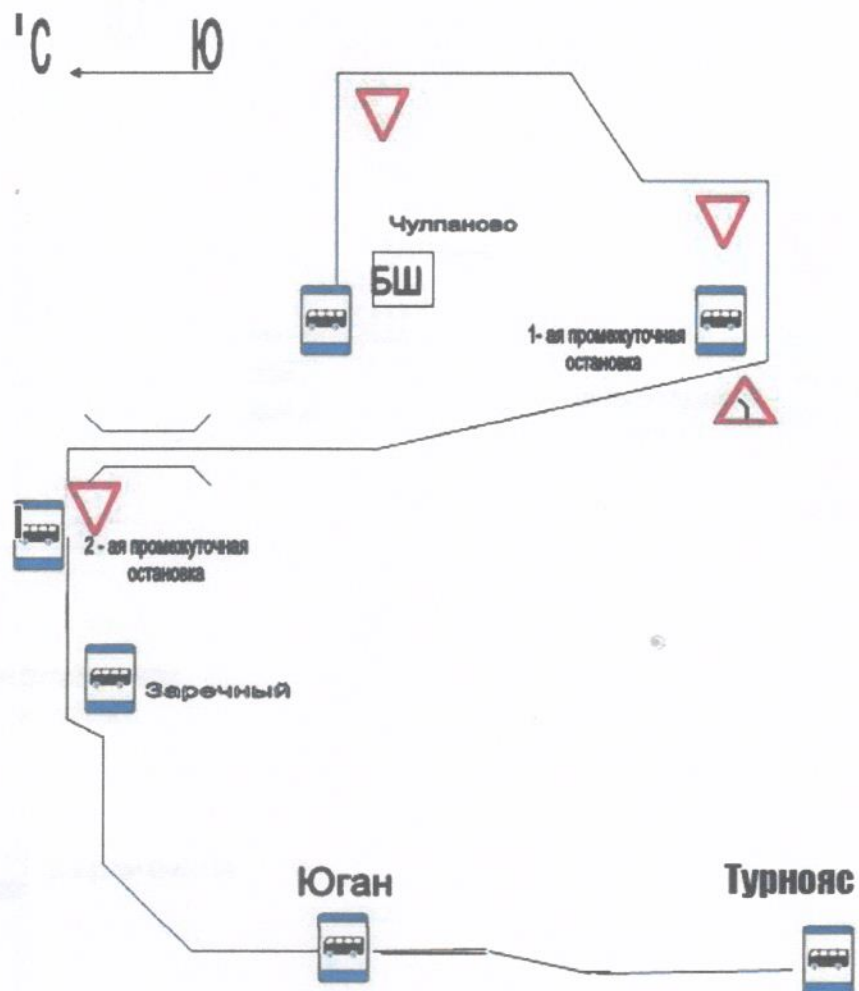 'С Ю
Чулпаново
БШ
1- ая промежуточная
остановка
2 - ая промежуточная
остановка
Заречный
Юган
Турнояс